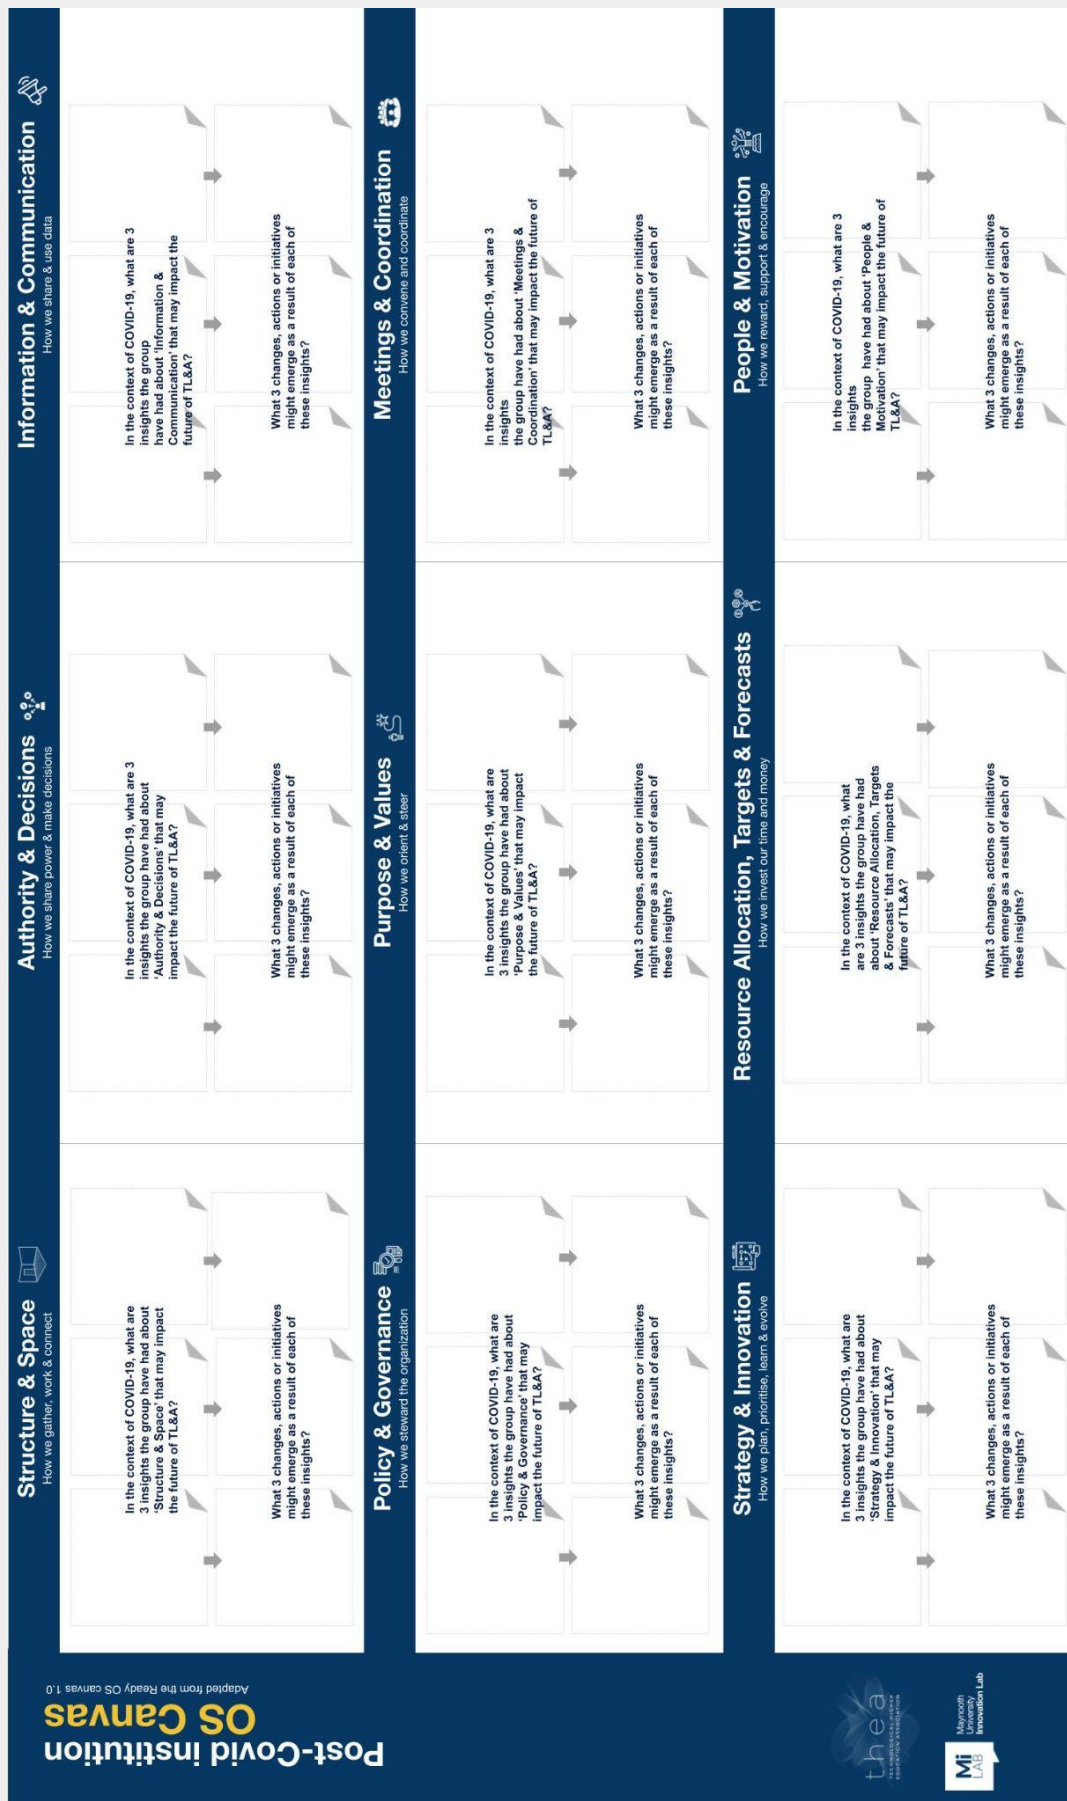 Post-Covid institution
OS Canvas
Adapted from the Ready OS canvas 1.0
Structure & Space
How we gather, work & connect
In the context of COVID-19, what are
3 insights the group have had about
'Structure & Space' that may impact
the future of TL&A?
What 3 changes, actions or initiatives
might emerge as a result of each of
these insights?
Authority & Decisions
How we share power & make decisions
In the context of COVID-19, what are 3
insights the group have had about
'Authority & Decisions' that may
impact the future of TL&A?
What 3 changes, actions or initiatives
might emerge as a result of each of
these insights?
Information & Communication
How we share & use data
In the context of COVID-19, what are 3
insights the group
have had about 'Information &
Communication' that may impact the
future of TL&A?
What 3 changes, actions or initiatives
might emerge as a result of each of
these insights?
Policy & Governance
How we steward the organization
In the context of COVID-19, what are
3 insights the group have had about
'Policy & Governance' that may
impact the future of TL&A?
What 3 changes, actions or initiatives
might emerge as a result of each of
these insights?
Purpose & Values
How we orient & steer
In the context of COVID-19, what are
3 insights the group have had about
'Purpose & Values' that may impact
the future of TL&A?
What 3 changes, actions or initiatives
might emerge as a result of each of
these insights?
Meetings & Coordination
How we convene and coordinate
In the context of COVID-19, what are 3
insights
the group have had about 'Meetings &
Coordination' that may impact the future of
TL&A?
What 3 changes, actions or initiatives
might emerge as a result of each of
these insights?
Strategy & Innovation
How we plan, prioritise, learn & evolve
In the context of COVID-19, what are
3 insights the group have had about
'Strategy & Innovation' that may
impact the future of TL&A?
What 3 changes, actions or initiatives
might emerge as a result of each of
these insights?
Resource Allocation, Targets & Forecasts
How we invest our time and money
In the context of COVID-19, what
are 3 insights the group have had
about 'Resource Allocation, Targets
& Forecasts' that may impact the
future of TL&A?
What 3 changes, actions or initiatives
might emerge as a result of each of
these insights?
People & Motivation
How we reward, support & encourage
In the context of COVID-19, what are 3
insights
the group have had about 'People &
Motivation' that may impact the future of
TL&A?
What 3 changes, actions or initiatives
might emerge as a result of each of
these insights?
thea
TECHNOLOGICAL HIGHER
EDUCATION ASSOCIATION
Mi
LAB
Maynooth
University
Innovation Lab